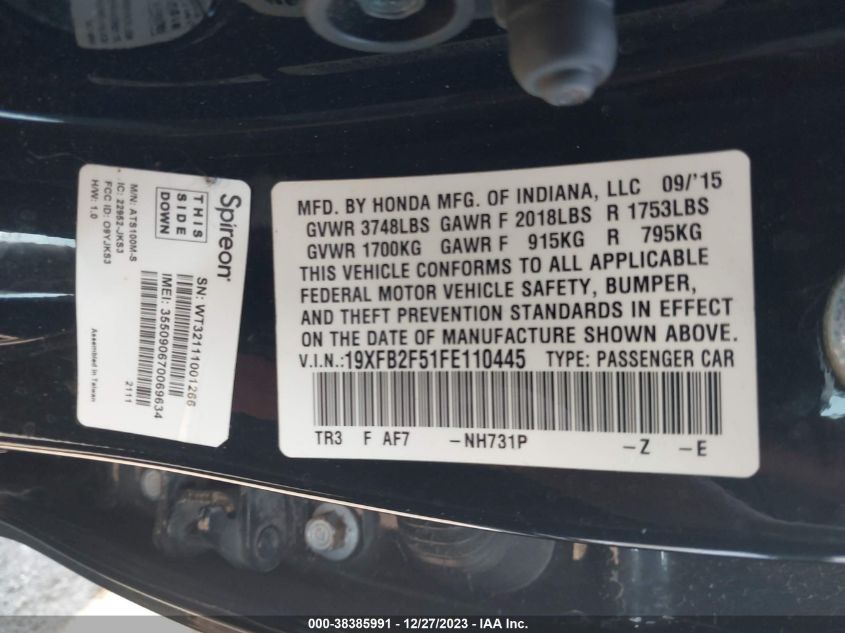 Spireon
THIS
SIDE
DOWN
M/N: ATS100M-S
IC: 22952-JKS3
FCC ID: O9YJKS3
H/W: 1.0
SN: WT32111001266
IMEI: 355090670069634
2111
Assembled in Taiwan
MFD. BY HONDA MFG. OF INDIANA, LLC 09/'15
GVWR 3748LBS GAWR F 2018LBS R 1753LBS
GVWR 1700KG GAWR F 915KG R 795KG
THIS VEHICLE CONFORMS TO ALL APPLICABLE
FEDERAL MOTOR VEHICLE SAFETY, BUMPER,
AND THEFT PREVENTION STANDARDS IN EFFECT
ON THE DATE OF MANUFACTURE SHOWN ABOVE.
V.I.N.:19XFB2F51FE110445 TYPE: PASSENGER CAR
TR3 F AF7 -NH731P -Z -E
000-38385991 - 12/27/2023 - IAA Inc.